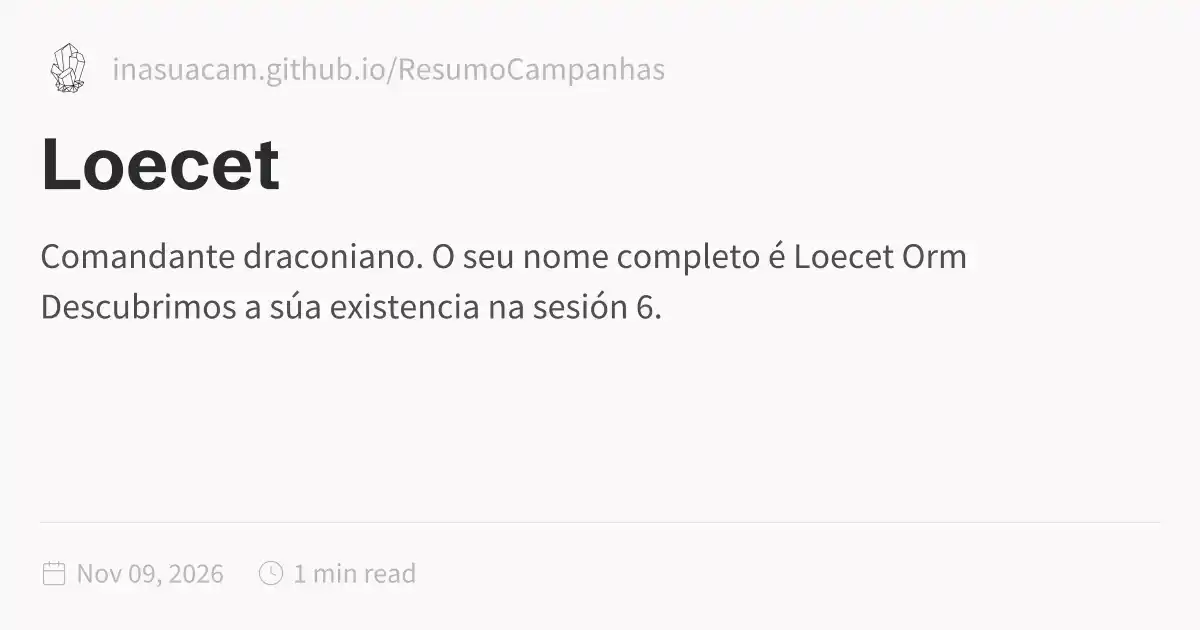 inasuacam.github.io/ResumoCampanhas
Loecet
Comandante draconiano. O seu nome completo é Loecet Orm
Descubrimos a súa existencia na sesión 6.
Nov 09, 2026
1 min read